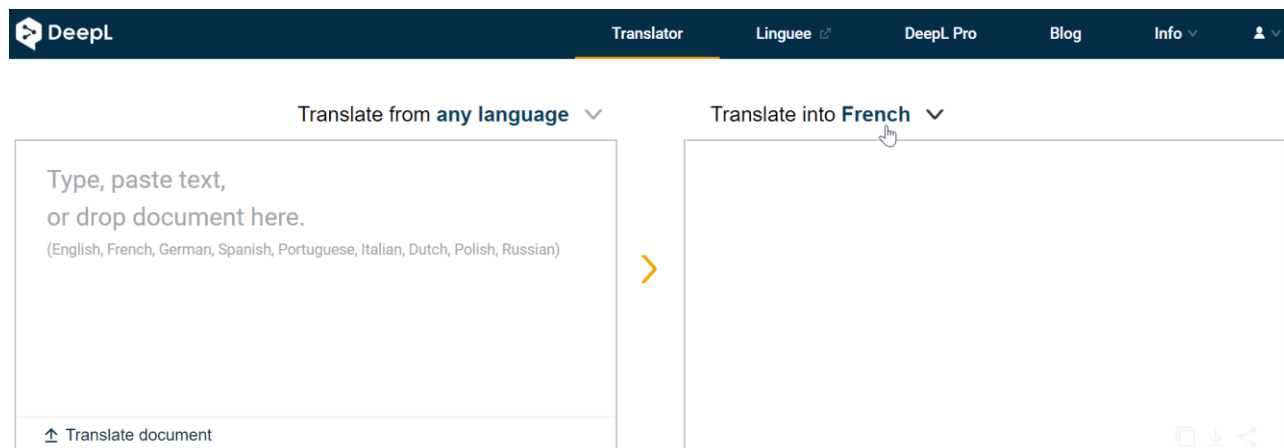 DeepL Translator Linguee DeepL Pro Blog Info
Translate from any language Translate into French
Type, paste text,
or drop document here.
(English, French, German, Spanish, Portuguese, Italian, Dutch, Polish, Russian)
Translate document